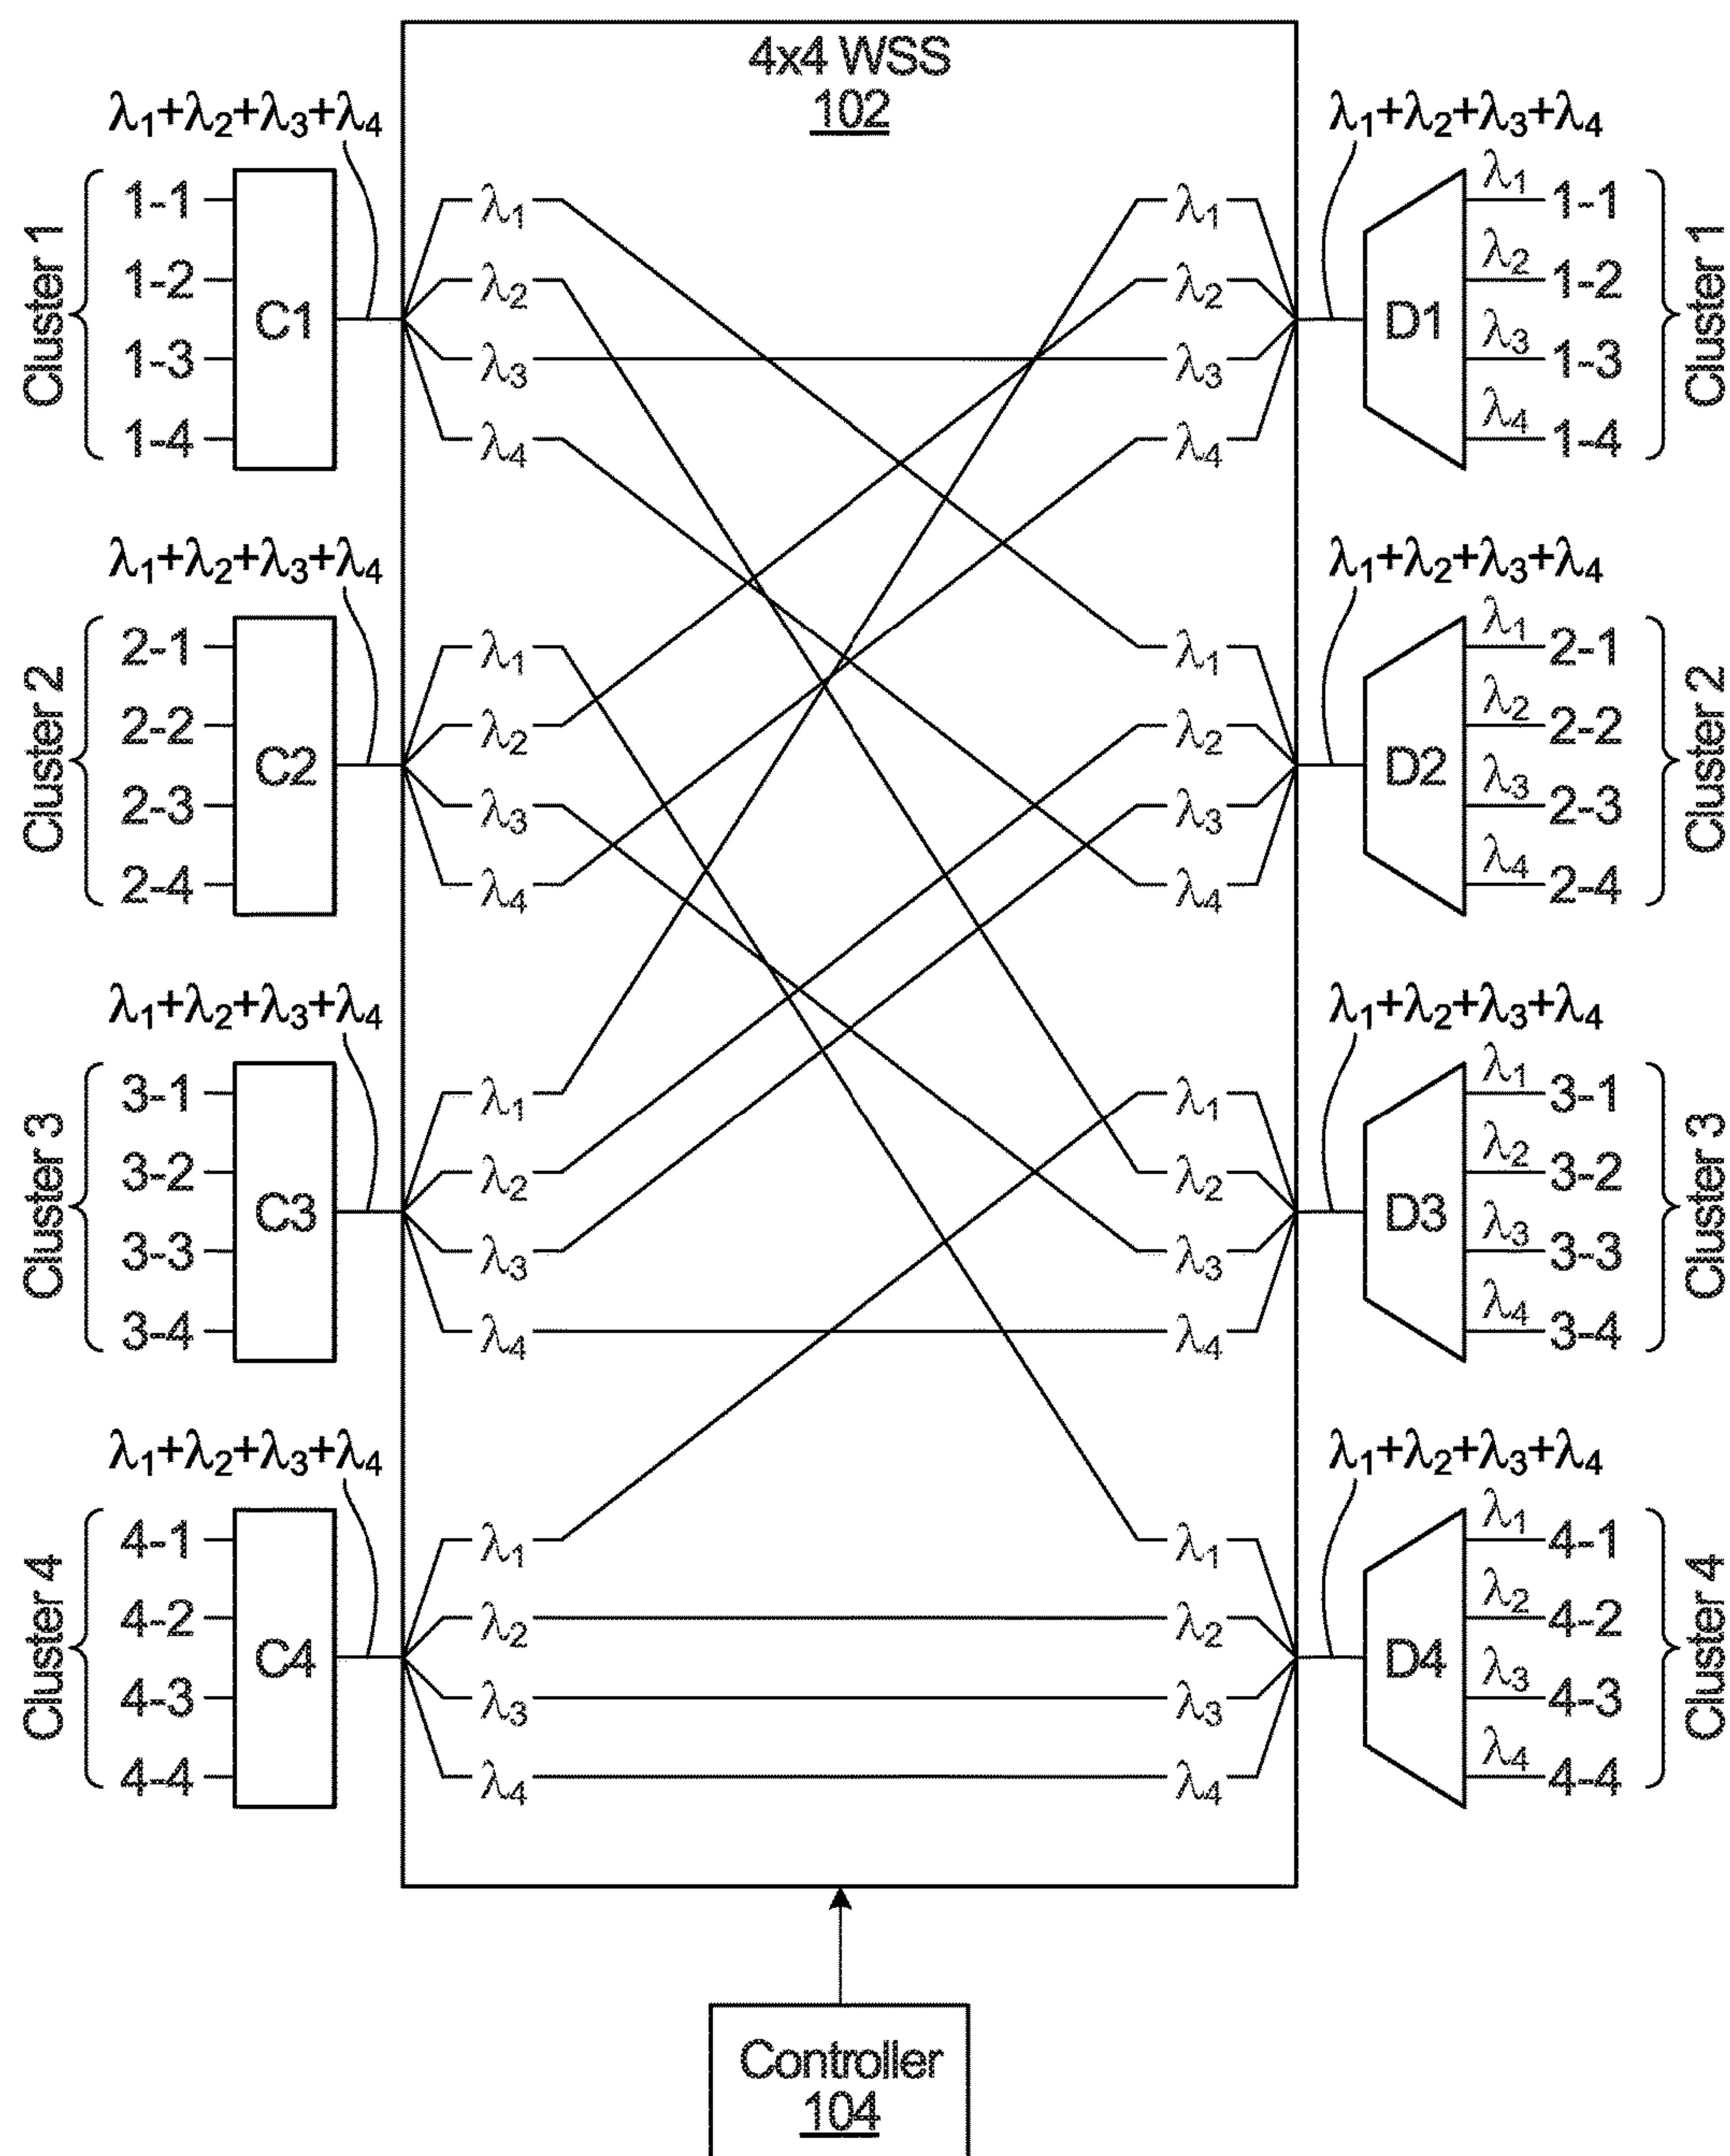 4x4 WSS
102
λ1+λ2+λ3+λ4
λ1+λ2+λ3+λ4
Cluster 1
1-1
1-2
1-3
1-4
C1
λ1
λ2
λ3
λ4
λ1
λ2
λ3
λ4
D1
λ1
λ2
λ3
λ4
1-1
1-2
1-3
1-4
Cluster 1
λ1+λ2+λ3+λ4
λ1+λ2+λ3+λ4
Cluster 2
2-1
2-2
2-3
2-4
C2
λ1
λ2
λ3
λ4
λ1
λ2
λ3
λ4
D2
λ1
λ2
λ3
λ4
2-1
2-2
2-3
2-4
Cluster 2
λ1+λ2+λ3+λ4
λ1+λ2+λ3+λ4
Cluster 3
3-1
3-2
3-3
3-4
C3
λ1
λ2
λ3
λ4
λ1
λ2
λ3
λ4
D3
λ1
λ2
λ3
λ4
3-1
3-2
3-3
3-4
Cluster 3
λ1+λ2+λ3+λ4
λ1+λ2+λ3+λ4
Cluster 4
4-1
4-2
4-3
4-4
C4
λ1
λ2
λ3
λ4
λ1
λ2
λ3
λ4
D4
λ1
λ2
λ3
λ4
4-1
4-2
4-3
4-4
Cluster 4
Controller
104